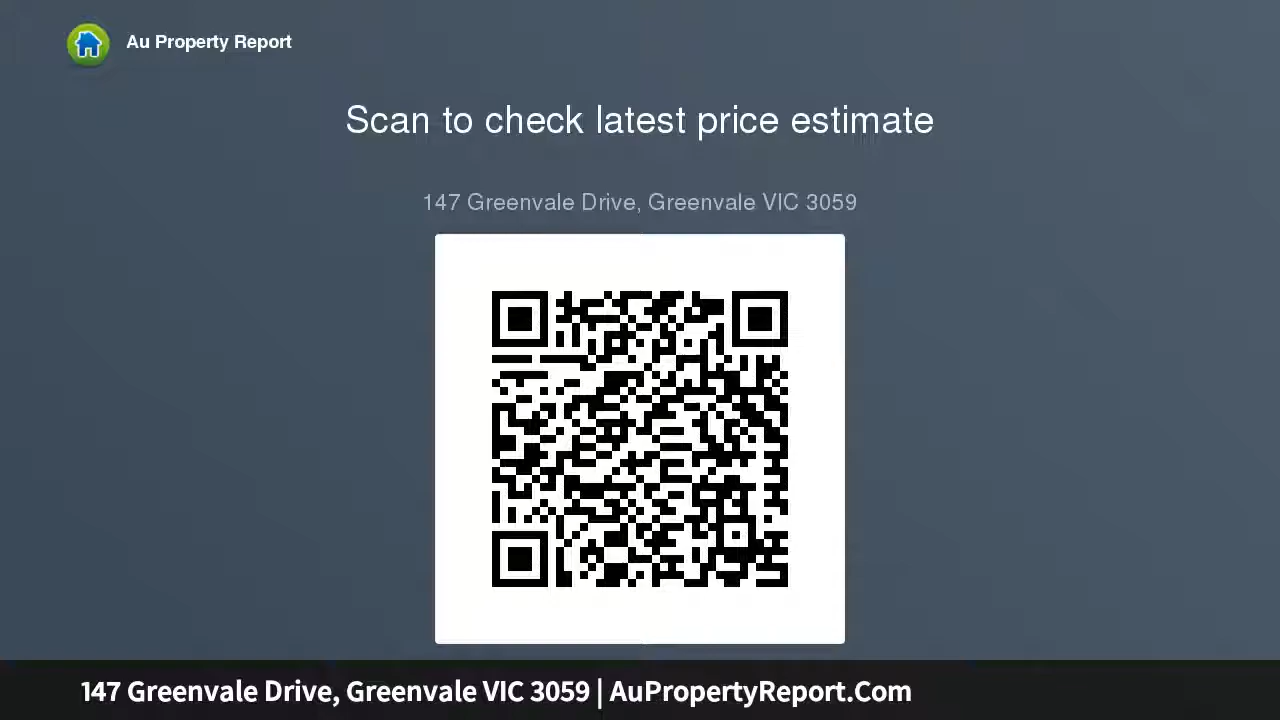 Au Property Report
Scan to check latest price estimate
147 Greenvale Drive, Greenvale VIC 3059
147 Greenvale Drive, Greenvale VIC 3059 | AuPropertyReport.Com